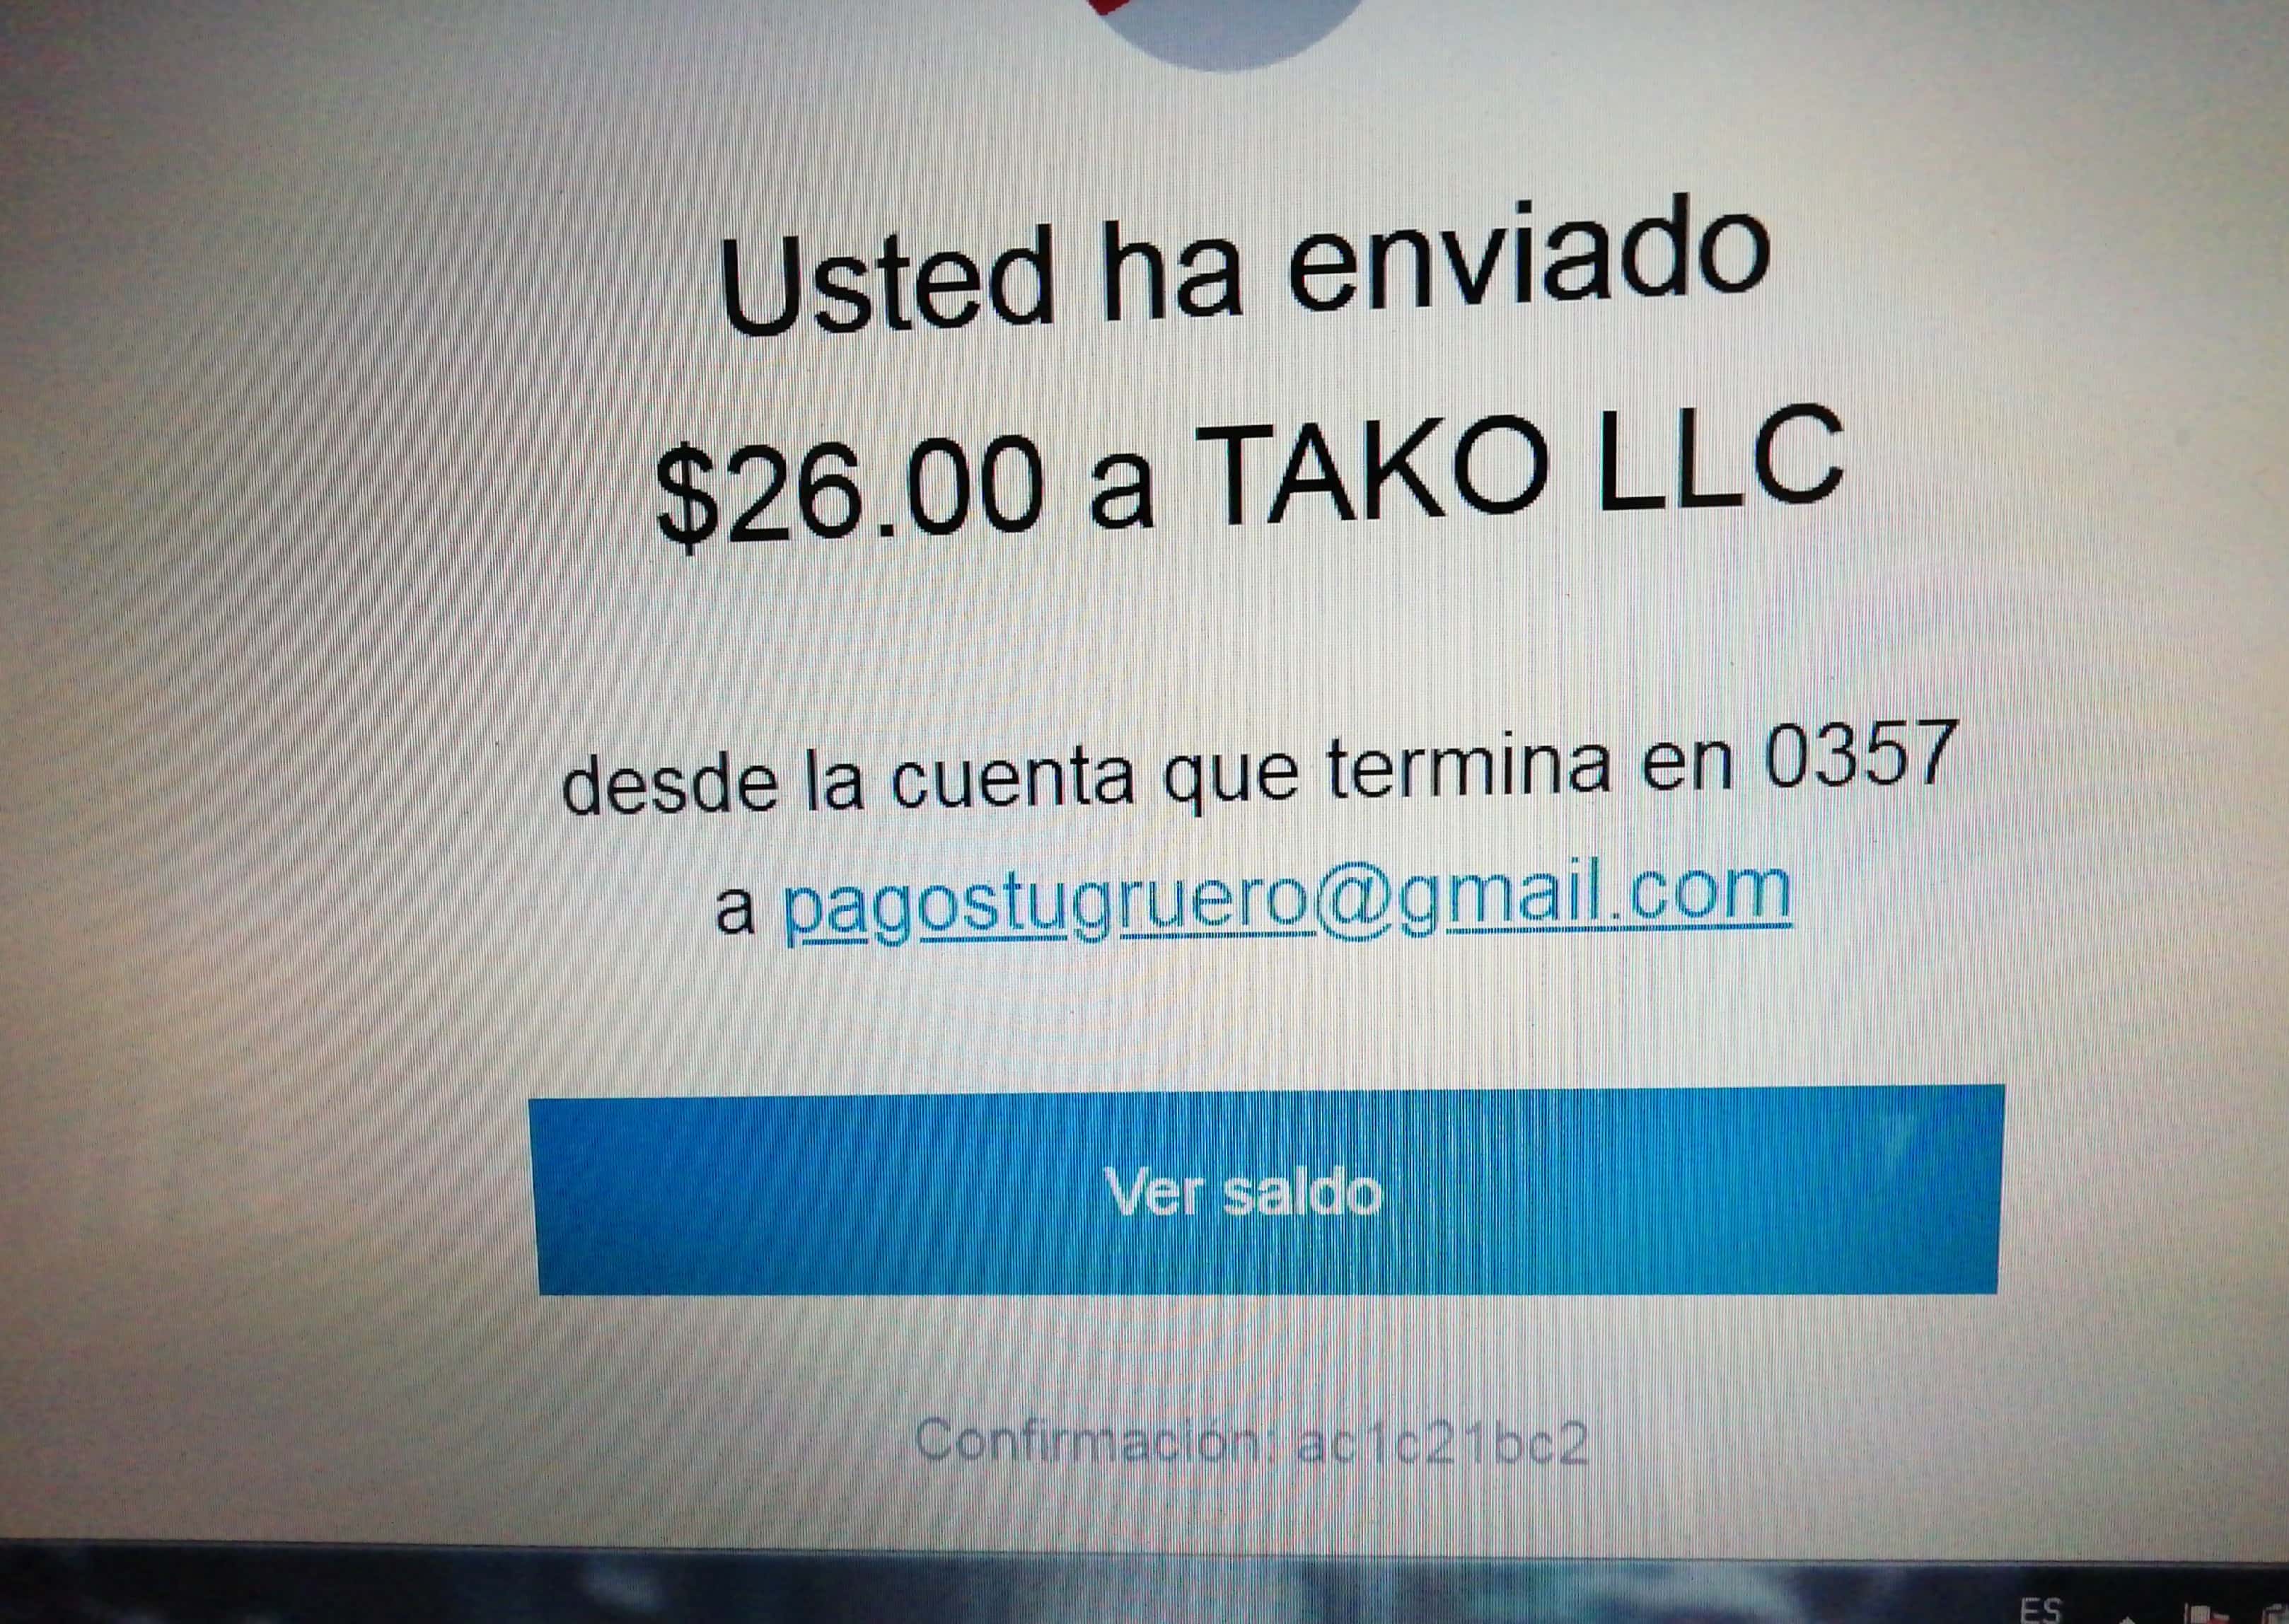 Usted ha enviado
$26.00 a TAKO LLC
desde la cuenta que termina en 0357
a pagostugruero@gmail.com
Ver saldo
Confirmación: ac1c21bc2
ES